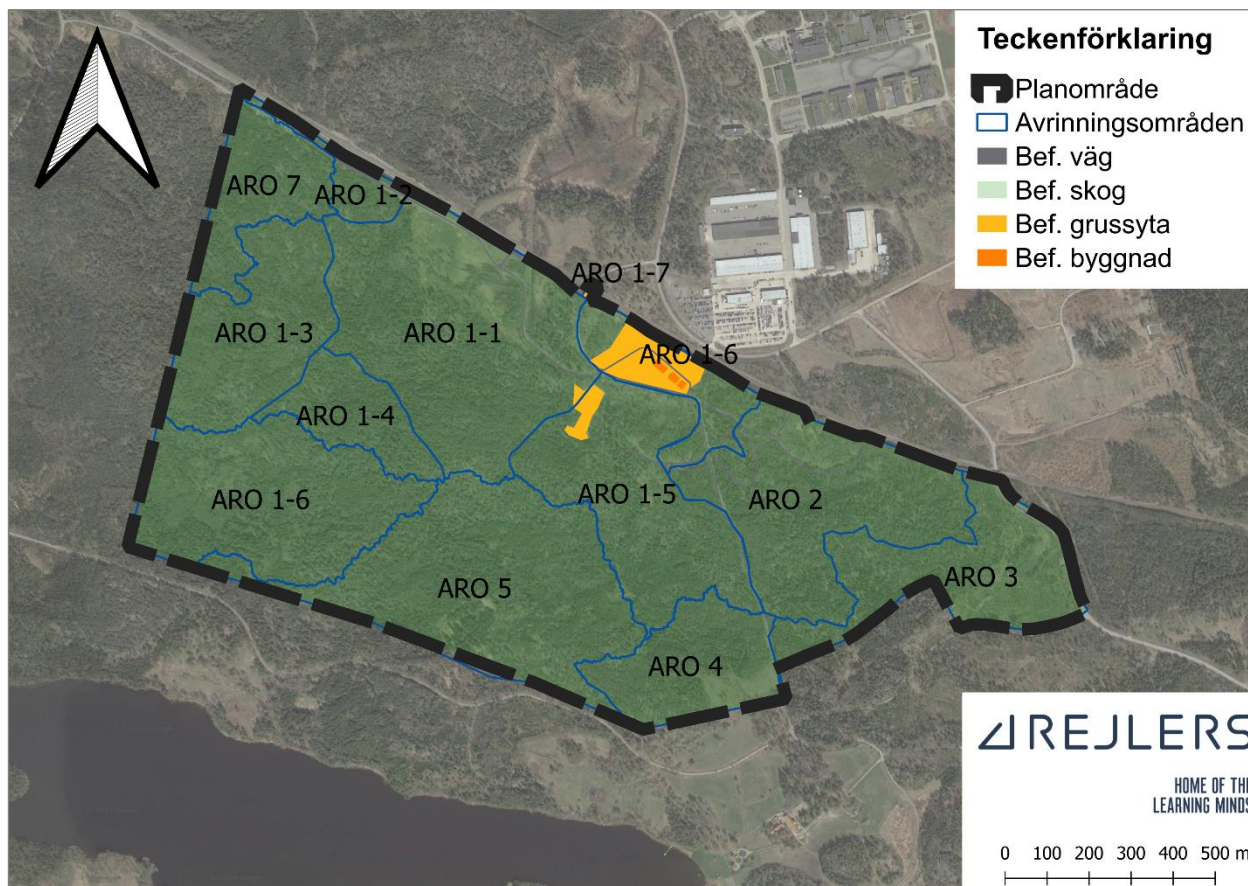 Teckenförklaring
Planområde
Avrinningsområden
Bef. väg
Bef. skog
Bef. grussyta
Bef. byggnad
ARO 7
ARO 1-2
ARO 1-7
ARO 1-3
ARO 1-1
ARO 1-6
ARO 1-4
ARO 1-6
ARO 1-5
ARO 2
ARO 5
ARO 3
ARO 4
REJLERS
HOME OF THE
LEARNING MINDS
0 100 200 300 400 500 m